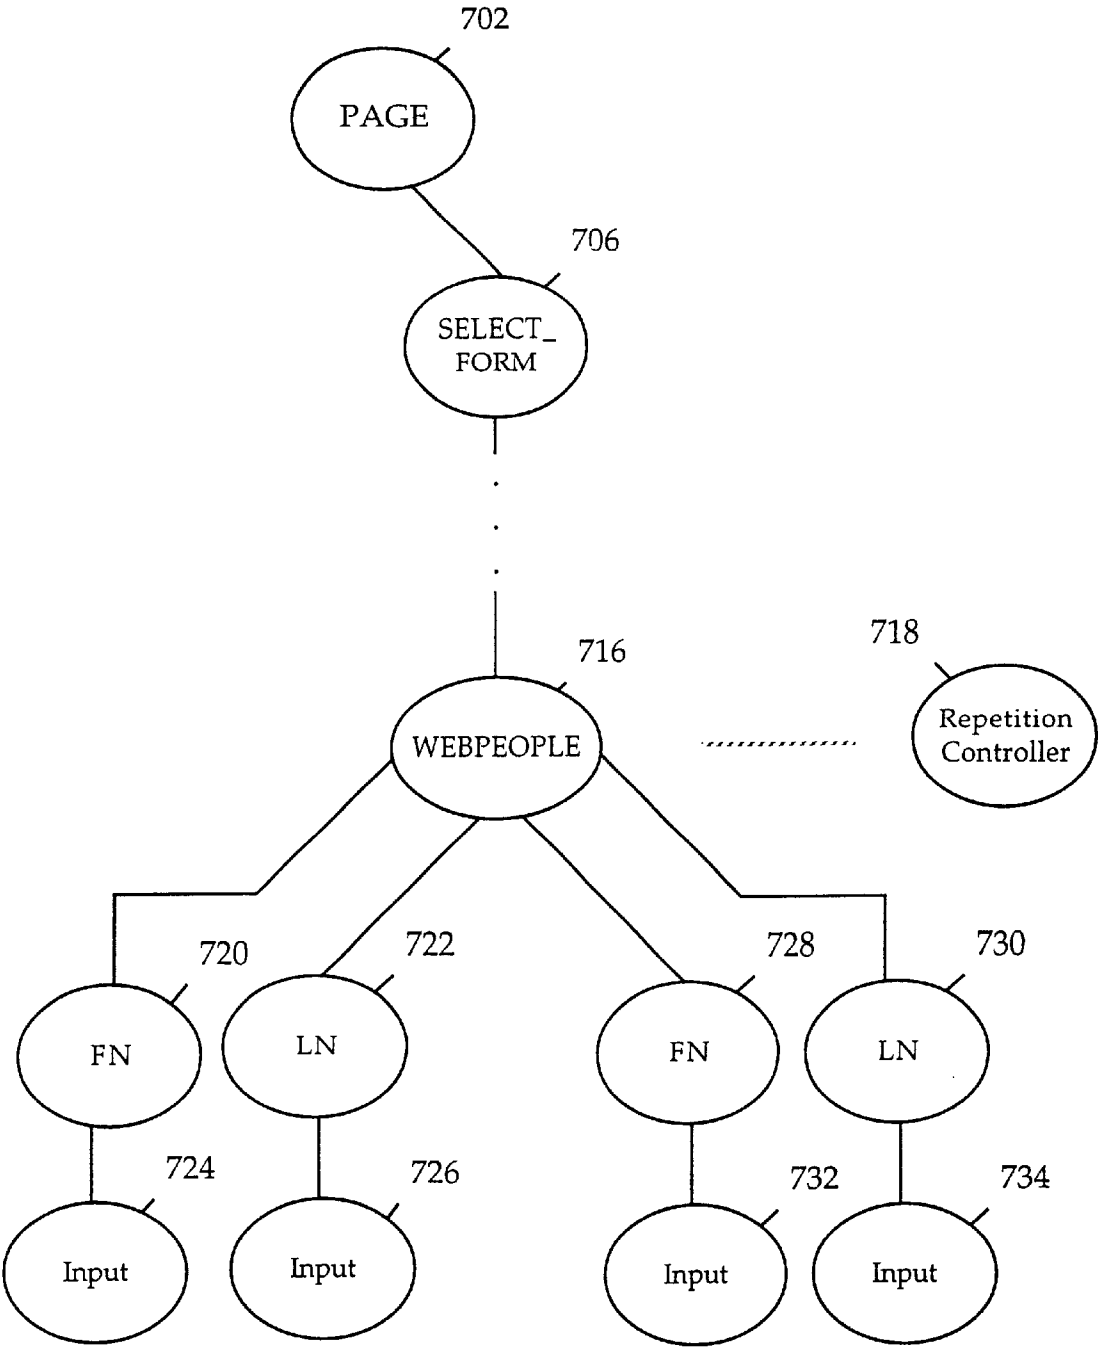 702
PAGE
706
SELECT_
FORM
716
718
WEBPEOPLE
Repetition
Controller
720
722
728
730
FN
LN
FN
LN
724
726
732
734
Input
Input
Input
Input